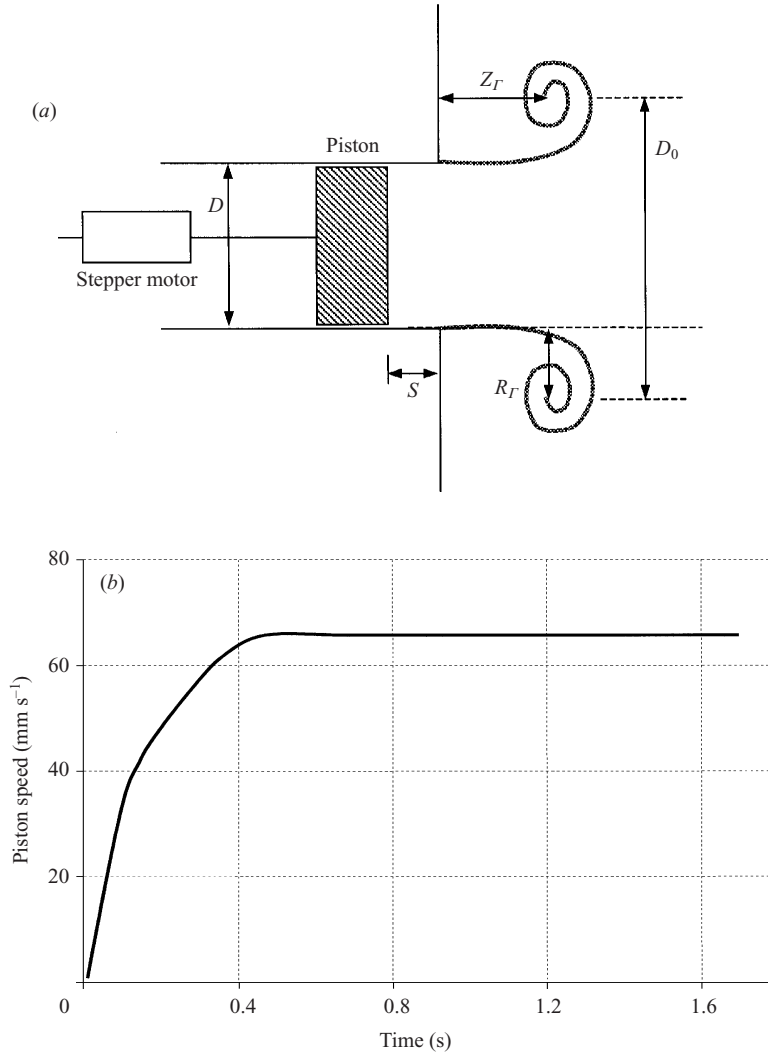 (a)
Z_Γ
Piston
D
D_0
Stepper motor
S
R_Γ
(b)
80
60
40
20
0
0.4
0.8
1.2
1.6
Piston speed (mm s⁻¹)
Time (s)